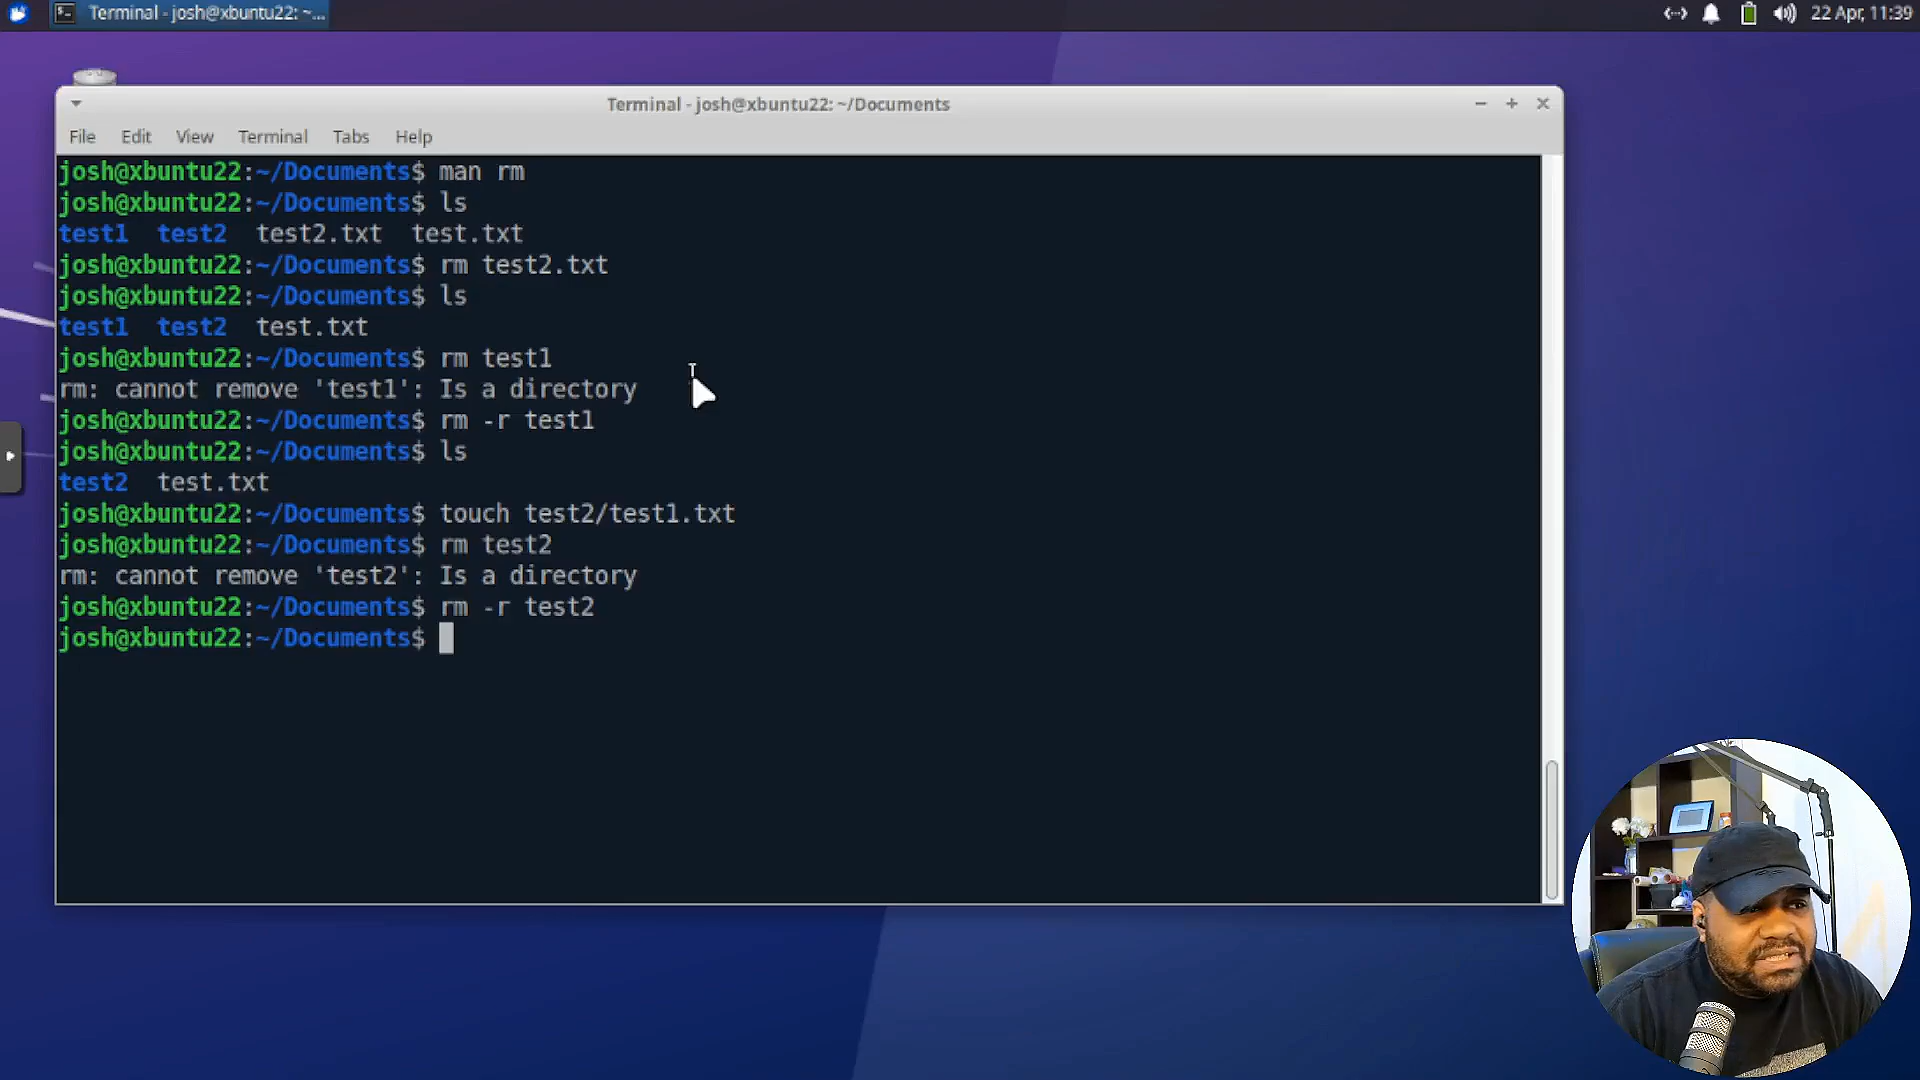 Terminal - josh@xbuntu22: ~...
22 Apr, 11:39
Terminal - josh@xbuntu22: ~/Documents
File Edit View Terminal Tabs Help
josh@xbuntu22:~/Documents$ man rm
josh@xbuntu22:~/Documents$ ls
test1  test2  test2.txt  test.txt
josh@xbuntu22:~/Documents$ rm test2.txt
josh@xbuntu22:~/Documents$ ls
test1  test2  test.txt
josh@xbuntu22:~/Documents$ rm test1
rm: cannot remove 'test1': Is a directory
josh@xbuntu22:~/Documents$ rm -r test1
josh@xbuntu22:~/Documents$ ls
test2  test.txt
josh@xbuntu22:~/Documents$ touch test2/test1.txt
josh@xbuntu22:~/Documents$ rm test2
rm: cannot remove 'test2': Is a directory
josh@xbuntu22:~/Documents$ rm -r test2
josh@xbuntu22:~/Documents$